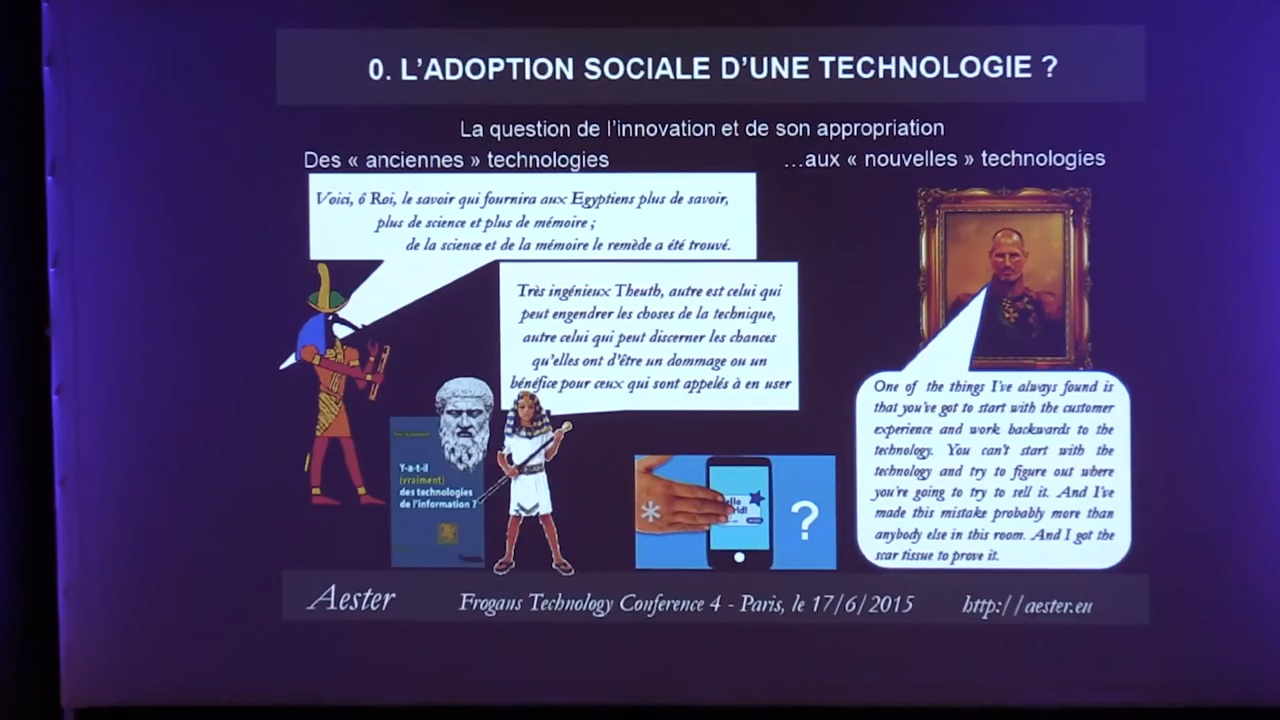 0. L’ADOPTION SOCIALE D’UNE TECHNOLOGIE ?
La question de l’innovation et de son appropriation
Des « anciennes » technologies
…aux « nouvelles » technologies
Voici, ô Roi, le savoir qui fournira aux Egyptiens plus de savoir,
plus de science et plus de mémoire ;
de la science et de la mémoire le remède a été trouvé.
Très ingénieux Theuth, autre est celui qui
peut engendrer les choses de la technique,
autre celui qui peut discerner les chances
qu’elles ont d’être un dommage ou un
bénéfice pour ceux qui sont appelés à en user
Y-a-t-il
(vraiment)
des technologies
de l’information ?
*
?
One of the things I’ve always found is
that you’ve got to start with the customer
experience and work backwards to the
technology. You can’t start with the
technology and try to figure out where
you’re going to try to sell it. And I’ve
made this mistake probably more than
anybody else in this room. And I got the
scar tissue to prove it.
Aester
Frogans Technology Conference 4 - Paris, le 17/6/2015
http://aester.eu